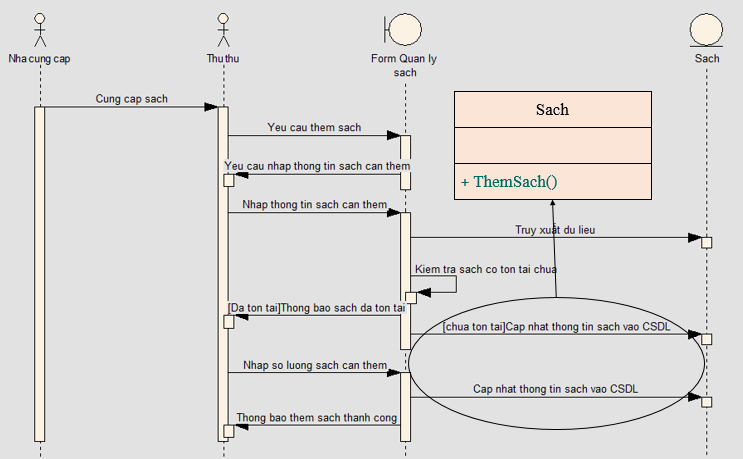 Nha cung cap
Thu thu
Form Quan ly
sach
Sach
Cung cap sach
Sach
Yeu cau them sach
Yeu cau nhap thong tin sach can them
+ ThemSach()
Nhap thong tin sach can them
Truy xuất du lieu
Kiem tra sach co ton tai chua
[Da ton tai]Thong bao sach da ton tai
[chua ton tai]Cap nhat thong tin sach vao CSDL
Nhap so luong sach can them
Cap nhat thong tin sach vao CSDL
Thong bao them sach thanh cong